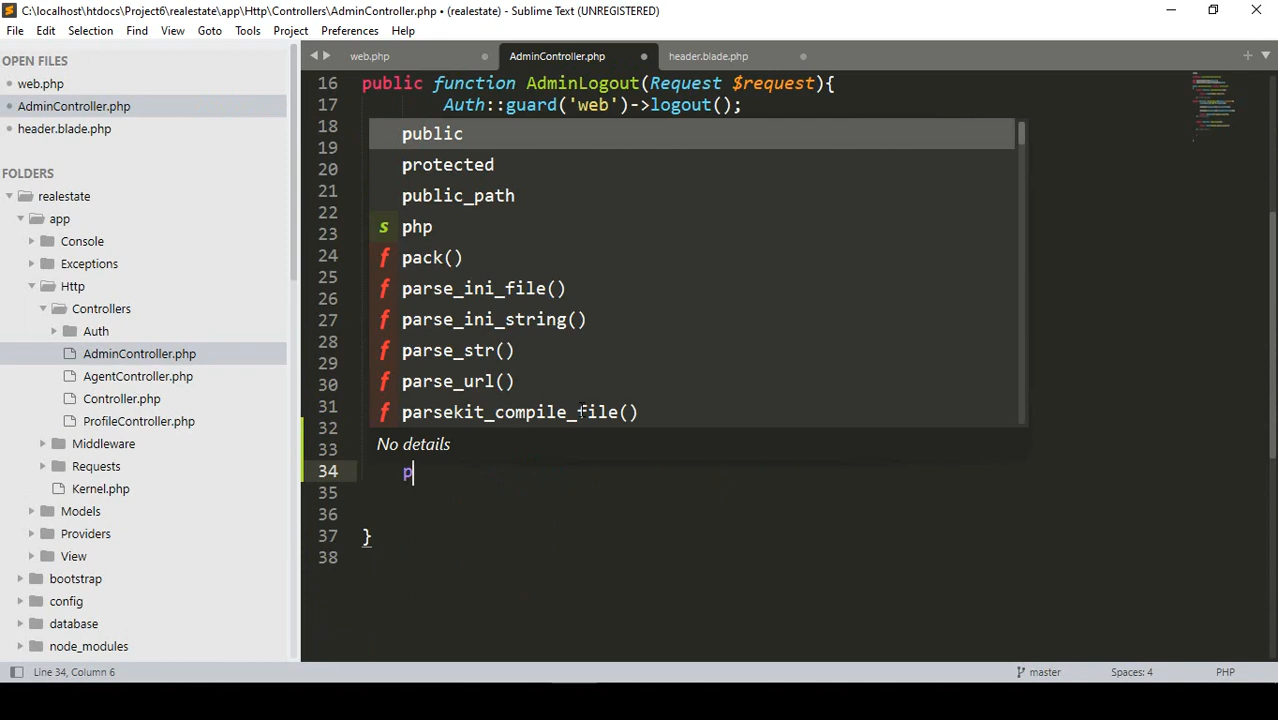 C:\localhost\htdocs\Project6\realestate\app\Http\Controllers\AdminController.php • (realestate) - Sublime Text (UNREGISTERED)
File Edit Selection Find View Goto Tools Project Preferences Help
OPEN FILES
web.php
AdminController.php
header.blade.php
FOLDERS
realestate
app
Console
Exceptions
Http
Controllers
Auth
AdminController.php
AgentController.php
Controller.php
ProfileController.php
Middleware
Requests
Kernel.php
Models
Providers
View
bootstrap
config
database
node_modules
web.php AdminController.php header.blade.php
16 public function AdminLogout(Request $request){
17 Auth::guard('web')->logout();
18
19
20
21
22
23
24
25
26
27
28
29
30
31
32
33
34 p
35
36
37 }
38
public
protected
public_path
s php
f pack()
f parse_ini_file()
f parse_ini_string()
f parse_str()
f parse_url()
f parsekit_compile_file()
No details
Line 34, Column 6 master Spaces: 4 PHP